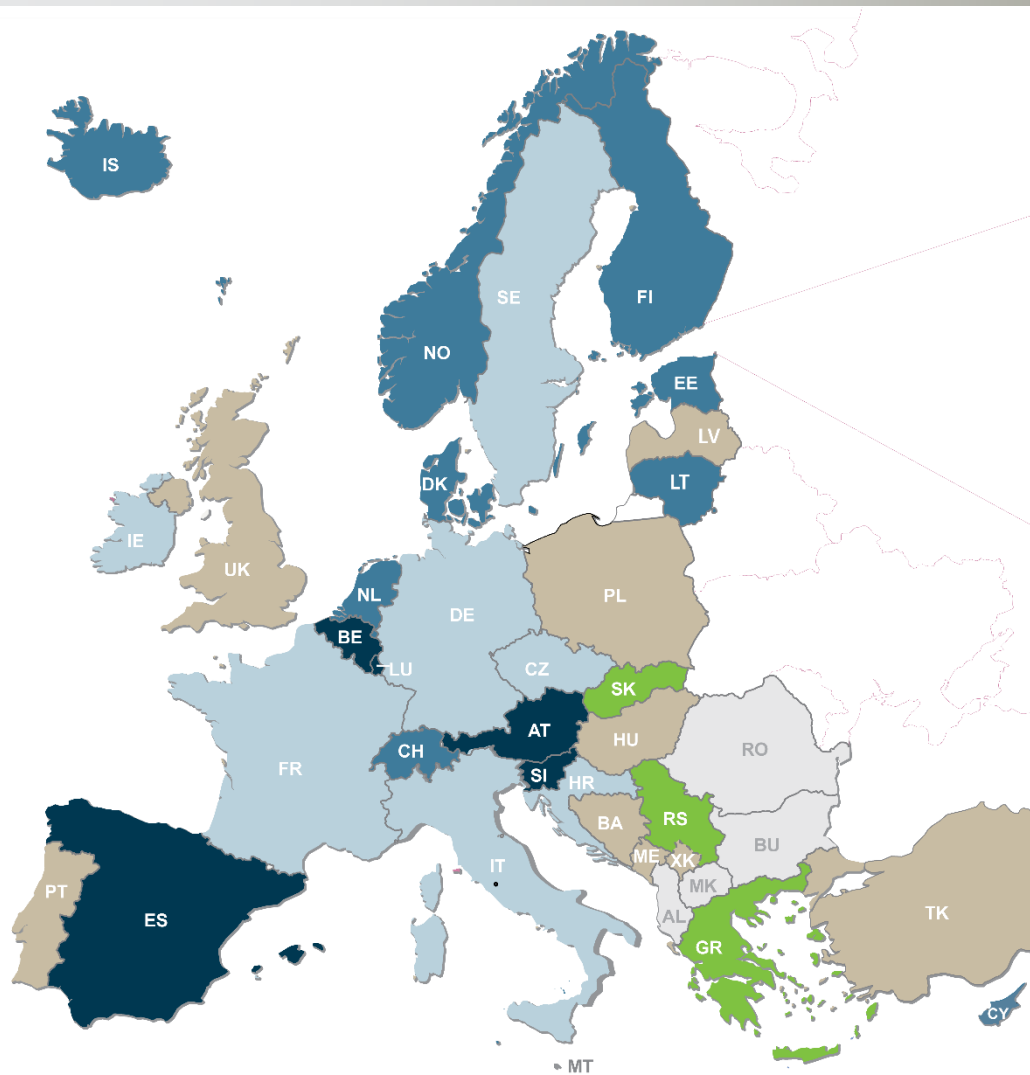 IS
SE
FI
NO
EE
LV
DK
LT
IE
UK
NL
PL
DE
BE
LU
CZ
SK
AT
HU
CH
RO
FR
SI
HR
RS
BA
BU
ME
XK
IT
MK
PT
TK
AL
ES
GR
CY
MT